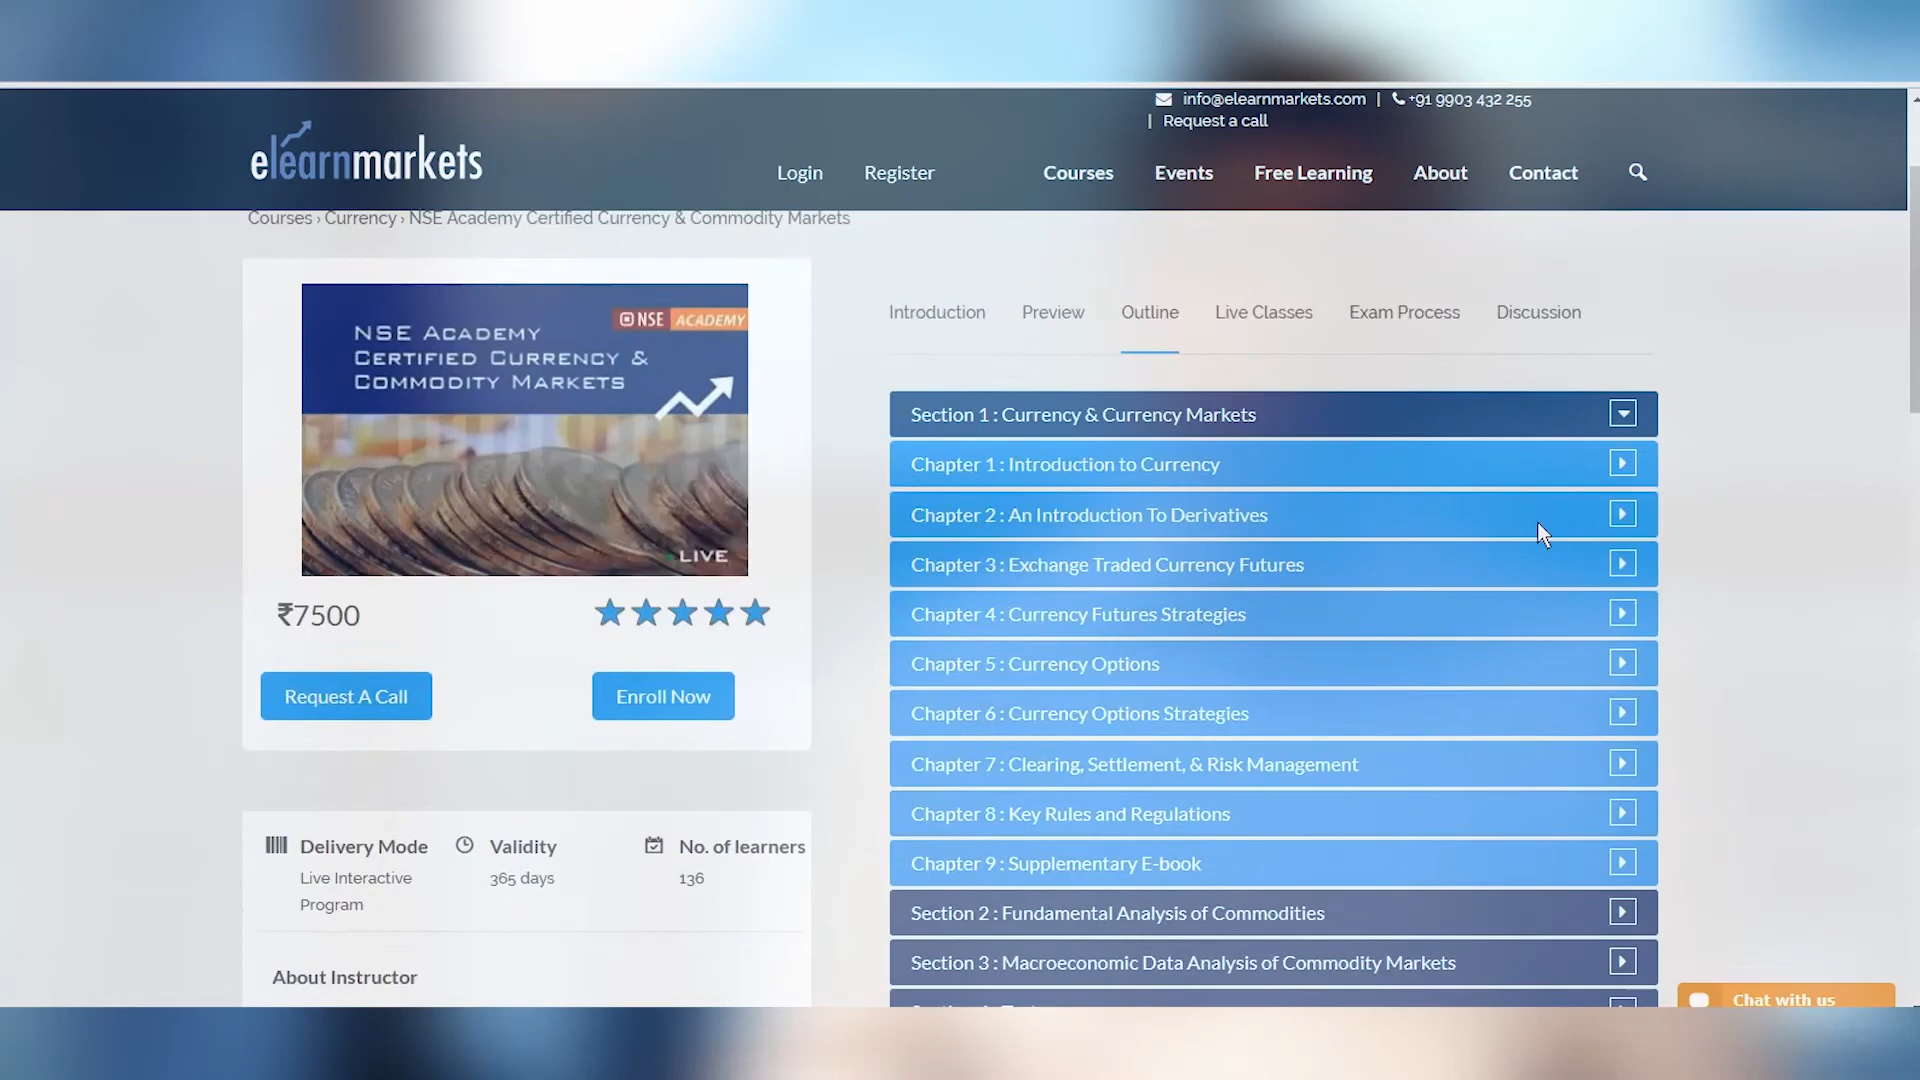 info@elearnmarkets.com | +91 9903 432 255
| Request a call
elearnmarkets
Login Register Courses Events Free Learning About Contact
Courses › Currency › NSE Academy Certified Currency & Commodity Markets
NSE ACADEMY
NSE ACADEMY
CERTIFIED CURRENCY &
COMMODITY MARKETS
LIVE
₹7500
Request A Call Enroll Now
Delivery Mode Validity No. of learners
Live Interactive 365 days 136
Program
About Instructor
Introduction Preview Outline Live Classes Exam Process Discussion
Section 1 : Currency & Currency Markets
Chapter 1 : Introduction to Currency
Chapter 2 : An Introduction To Derivatives
Chapter 3 : Exchange Traded Currency Futures
Chapter 4 : Currency Futures Strategies
Chapter 5 : Currency Options
Chapter 6 : Currency Options Strategies
Chapter 7 : Clearing, Settlement, & Risk Management
Chapter 8 : Key Rules and Regulations
Chapter 9 : Supplementary E-book
Section 2 : Fundamental Analysis of Commodities
Section 3 : Macroeconomic Data Analysis of Commodity Markets
Chat with us